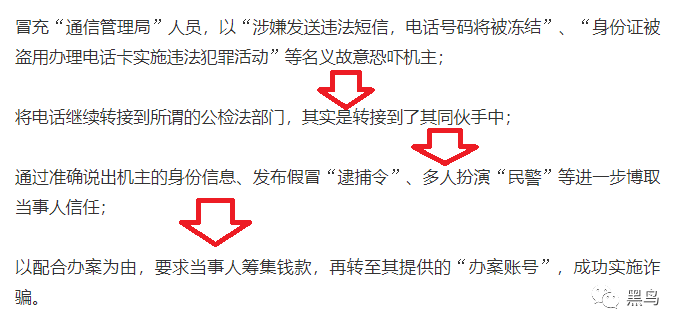 冒充“通信管理局”人员，以“涉嫌发送违法短信，电话号码将被冻结”、“身份证被
盗用办理电话卡实施违法犯罪活动”等名义故意恐吓机主；
将电话继续转接到所谓的公检法部门，其实是转接到了其同伙手中；
通过准确说出机主的身份信息、发布假冒“逮捕令”、多人扮演“民警”等进一步博取
当事人信任；
以配合办案为由，要求当事人筹集钱款，再转至其提供的“办案账号”，成功实施诈
骗。
黑鸟